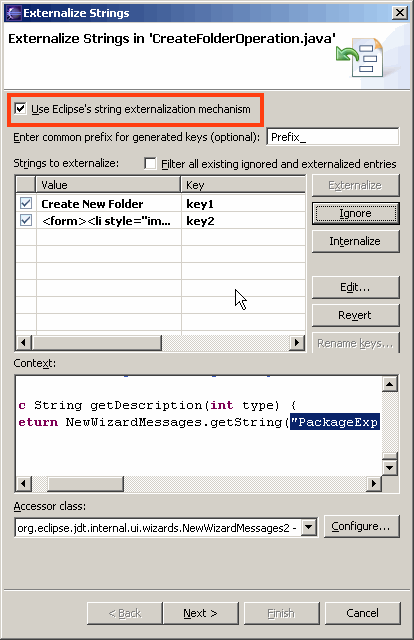 Externalize Strings
Externalize Strings in 'CreateFolderOperation.java'
Use Eclipse's string externalization mechanism
Enter common prefix for generated keys (optional): Prefix_
Strings to externalize: Filter all existing ignored and externalized entries
Value Key Externalize
Create New Folder key1 Ignore
<form><li style="im... key2
Internalize
Edit...
Revert
Rename keys...
Context:
c String getDescription(int type) {
eturn NewWizardMessages.getString("PackageExp
Accessor class:
org.eclipse.jdt.internal.ui.wizards.NewWizardMessages2 - Configure...
< Back Next > Finish Cancel